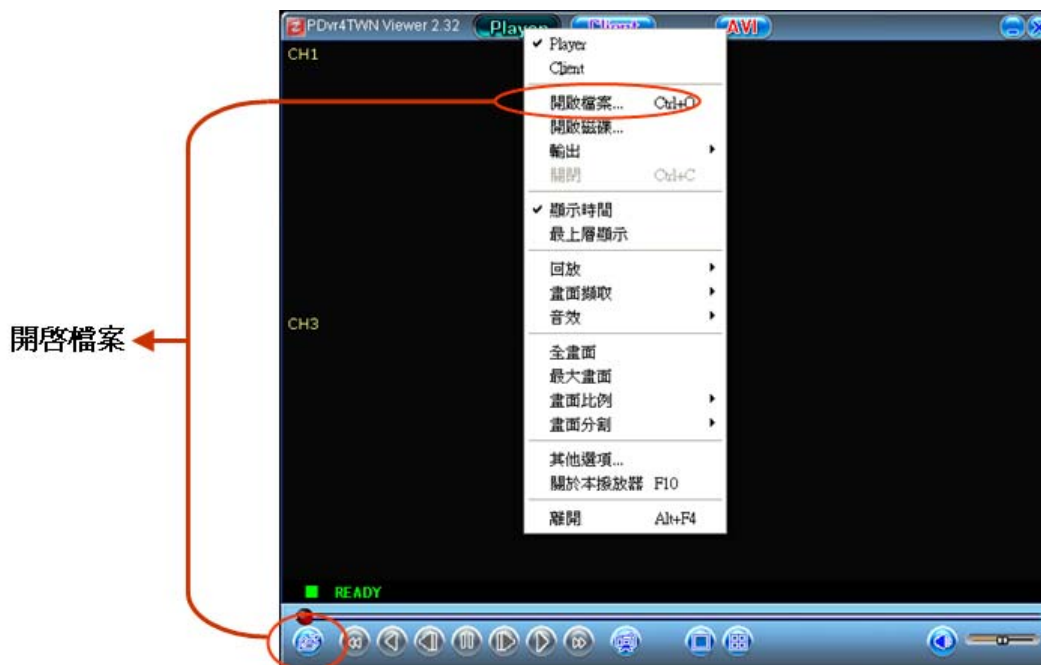 PDvr4TWN Viewer 2.32
Player
Client
AVI
CH1
✔ Player
Client
開啟檔案... Ctrl+O
開啟磁碟...
輸出
關閉 Ctrl+C
✔ 顯示時間
最上層顯示
回放
畫面擷取
音效
CH3
開啓檔案
全畫面
最大畫面
畫面比例
畫面分割
其他選項...
關於本撥放器 F10
離開 Alt+F4
READY